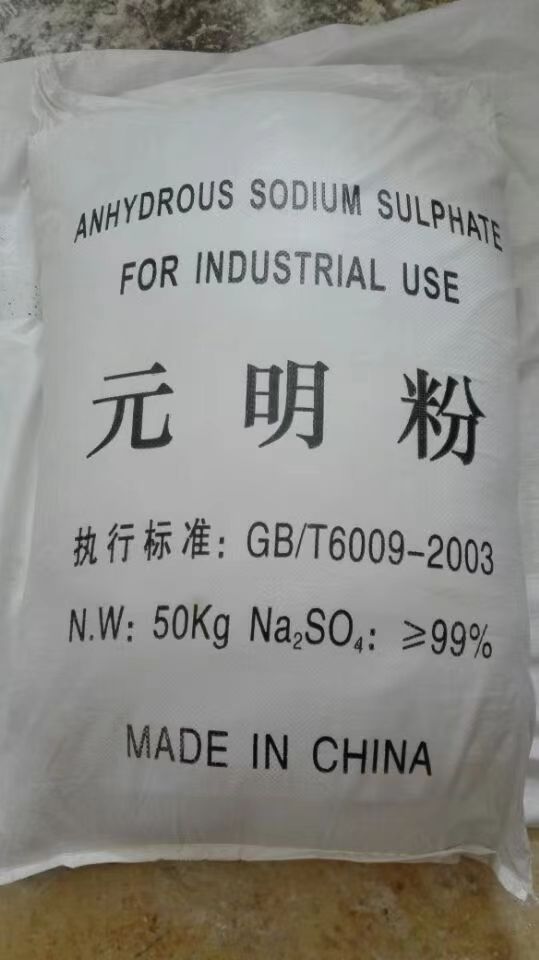 ANHYDROUS SODIUM SULPHATE
FOR INDUSTRIAL USE
元明粉
执行标准：GB/T6009-2003
N.W: 50Kg Na₂SO₄: ≥99%
MADE IN CHINA